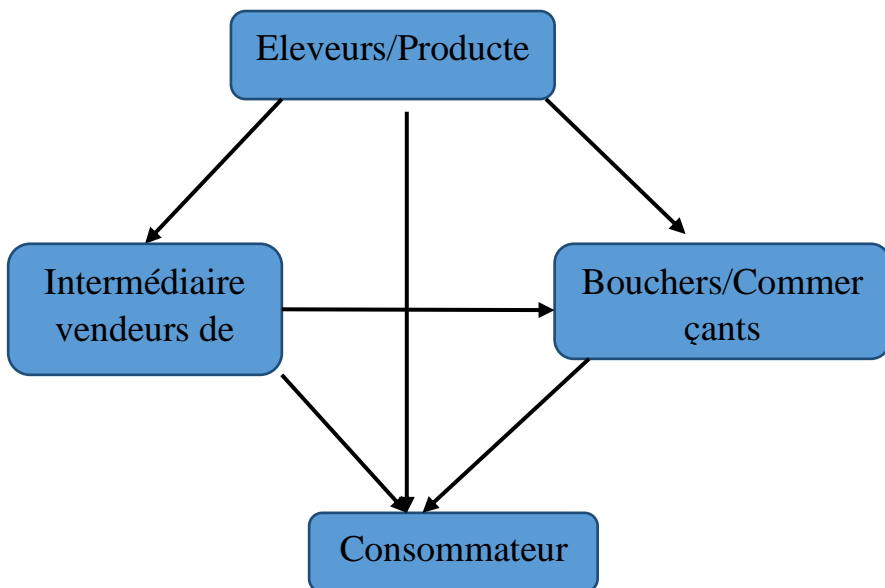 Eleveurs/Producte
Intermédiaire
vendeurs de
Bouchers/Commer
çants
Consommateur